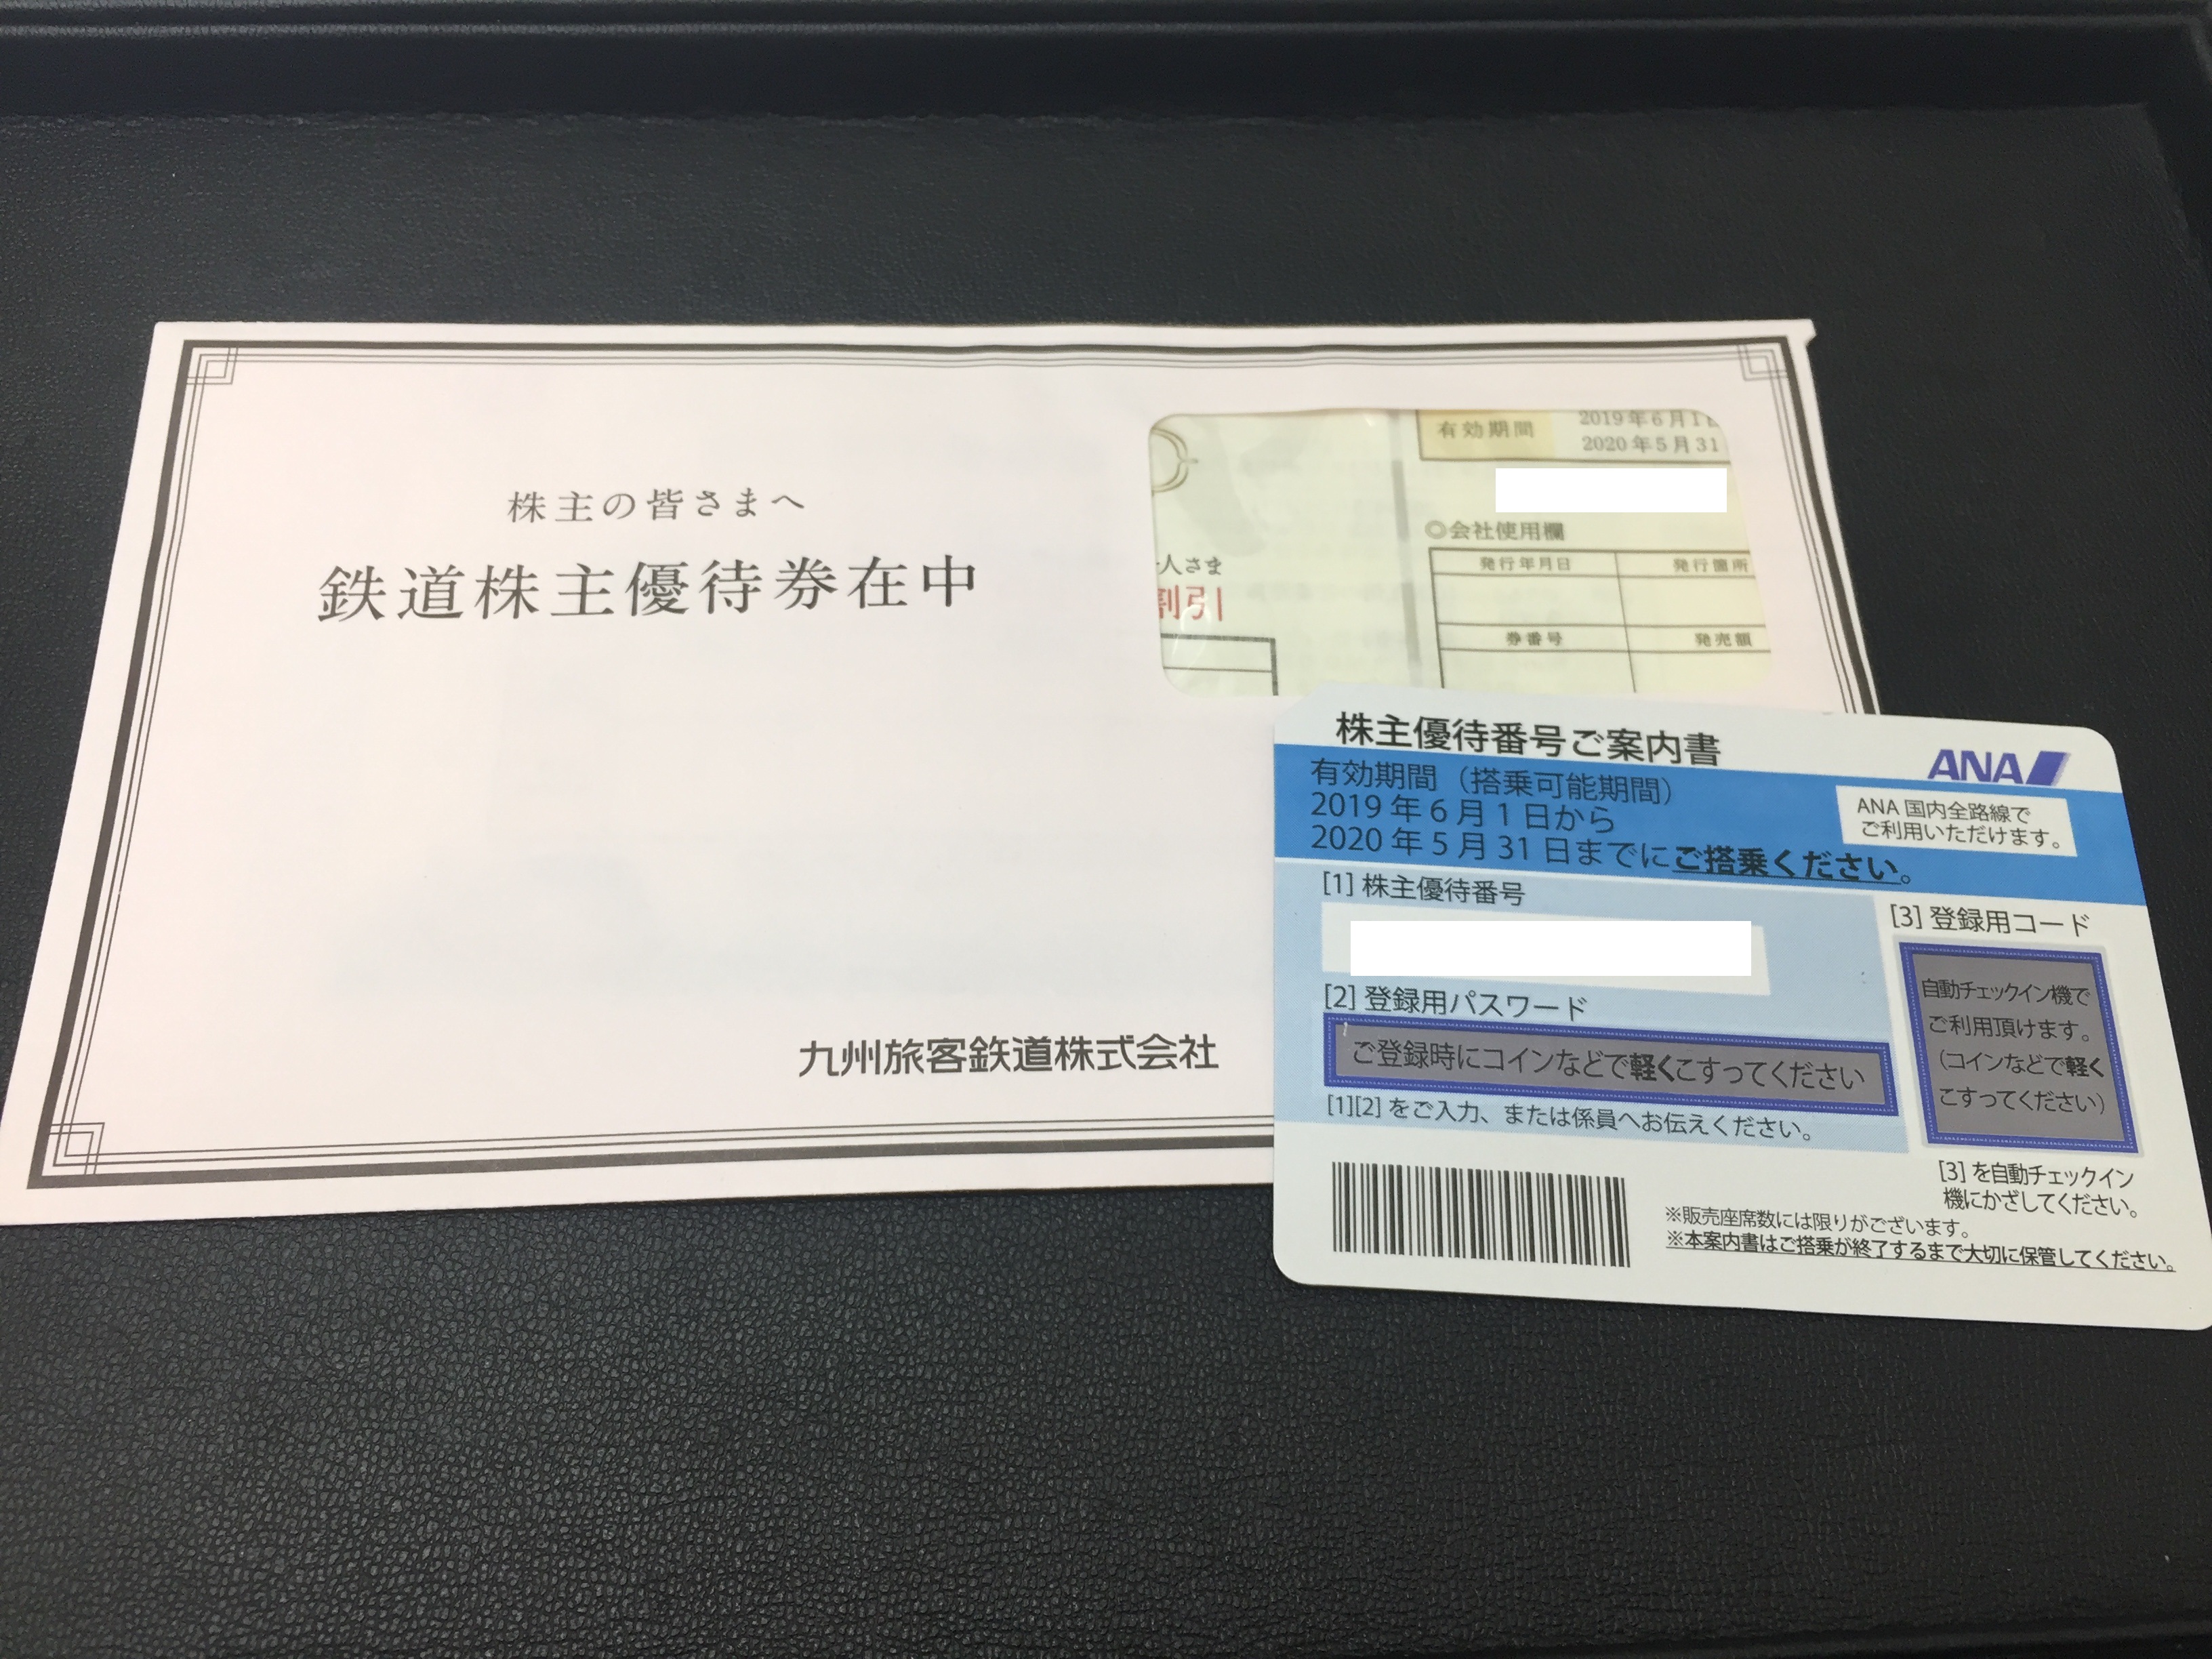 株主の皆さまへ
鉄道株主優待券在中
九州旅客鉄道株式会社
有効期間
2019年6月1日
2020年5月31
◎会社使用欄
発行年月日 発行箇所
券番号 発売額
人さま
割引
株主優待番号ご案内書
ANA
有効期間（搭乗可能期間）
2019年6月1日から
2020年5月31日までにご搭乗ください。
ANA国内全路線で
ご利用いただけます。
[1] 株主優待番号
[2] 登録用パスワード
ご登録時にコインなどで軽くこすってください
[1][2] をご入力、または係員へお伝えください。
[3] 登録用コード
自動チェックイン機で
ご利用頂けます。
（コインなどで軽く
こすってください）
[3] を自動チェックイン
機にかざしてください。
※販売座席数には限りがございます。
※本案内書はご搭乗が終了するまで大切に保管してください。